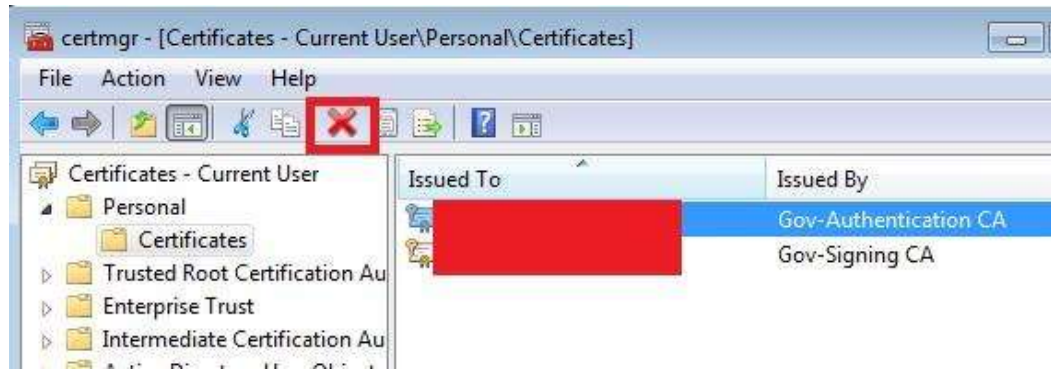 certmgr - [Certificates - Current User\Personal\Certificates]
File Action View Help
Certificates - Current User
Personal
Certificates
Trusted Root Certification Au
Enterprise Trust
Intermediate Certification Au
Issued To Issued By
Gov-Authentication CA
Gov-Signing CA